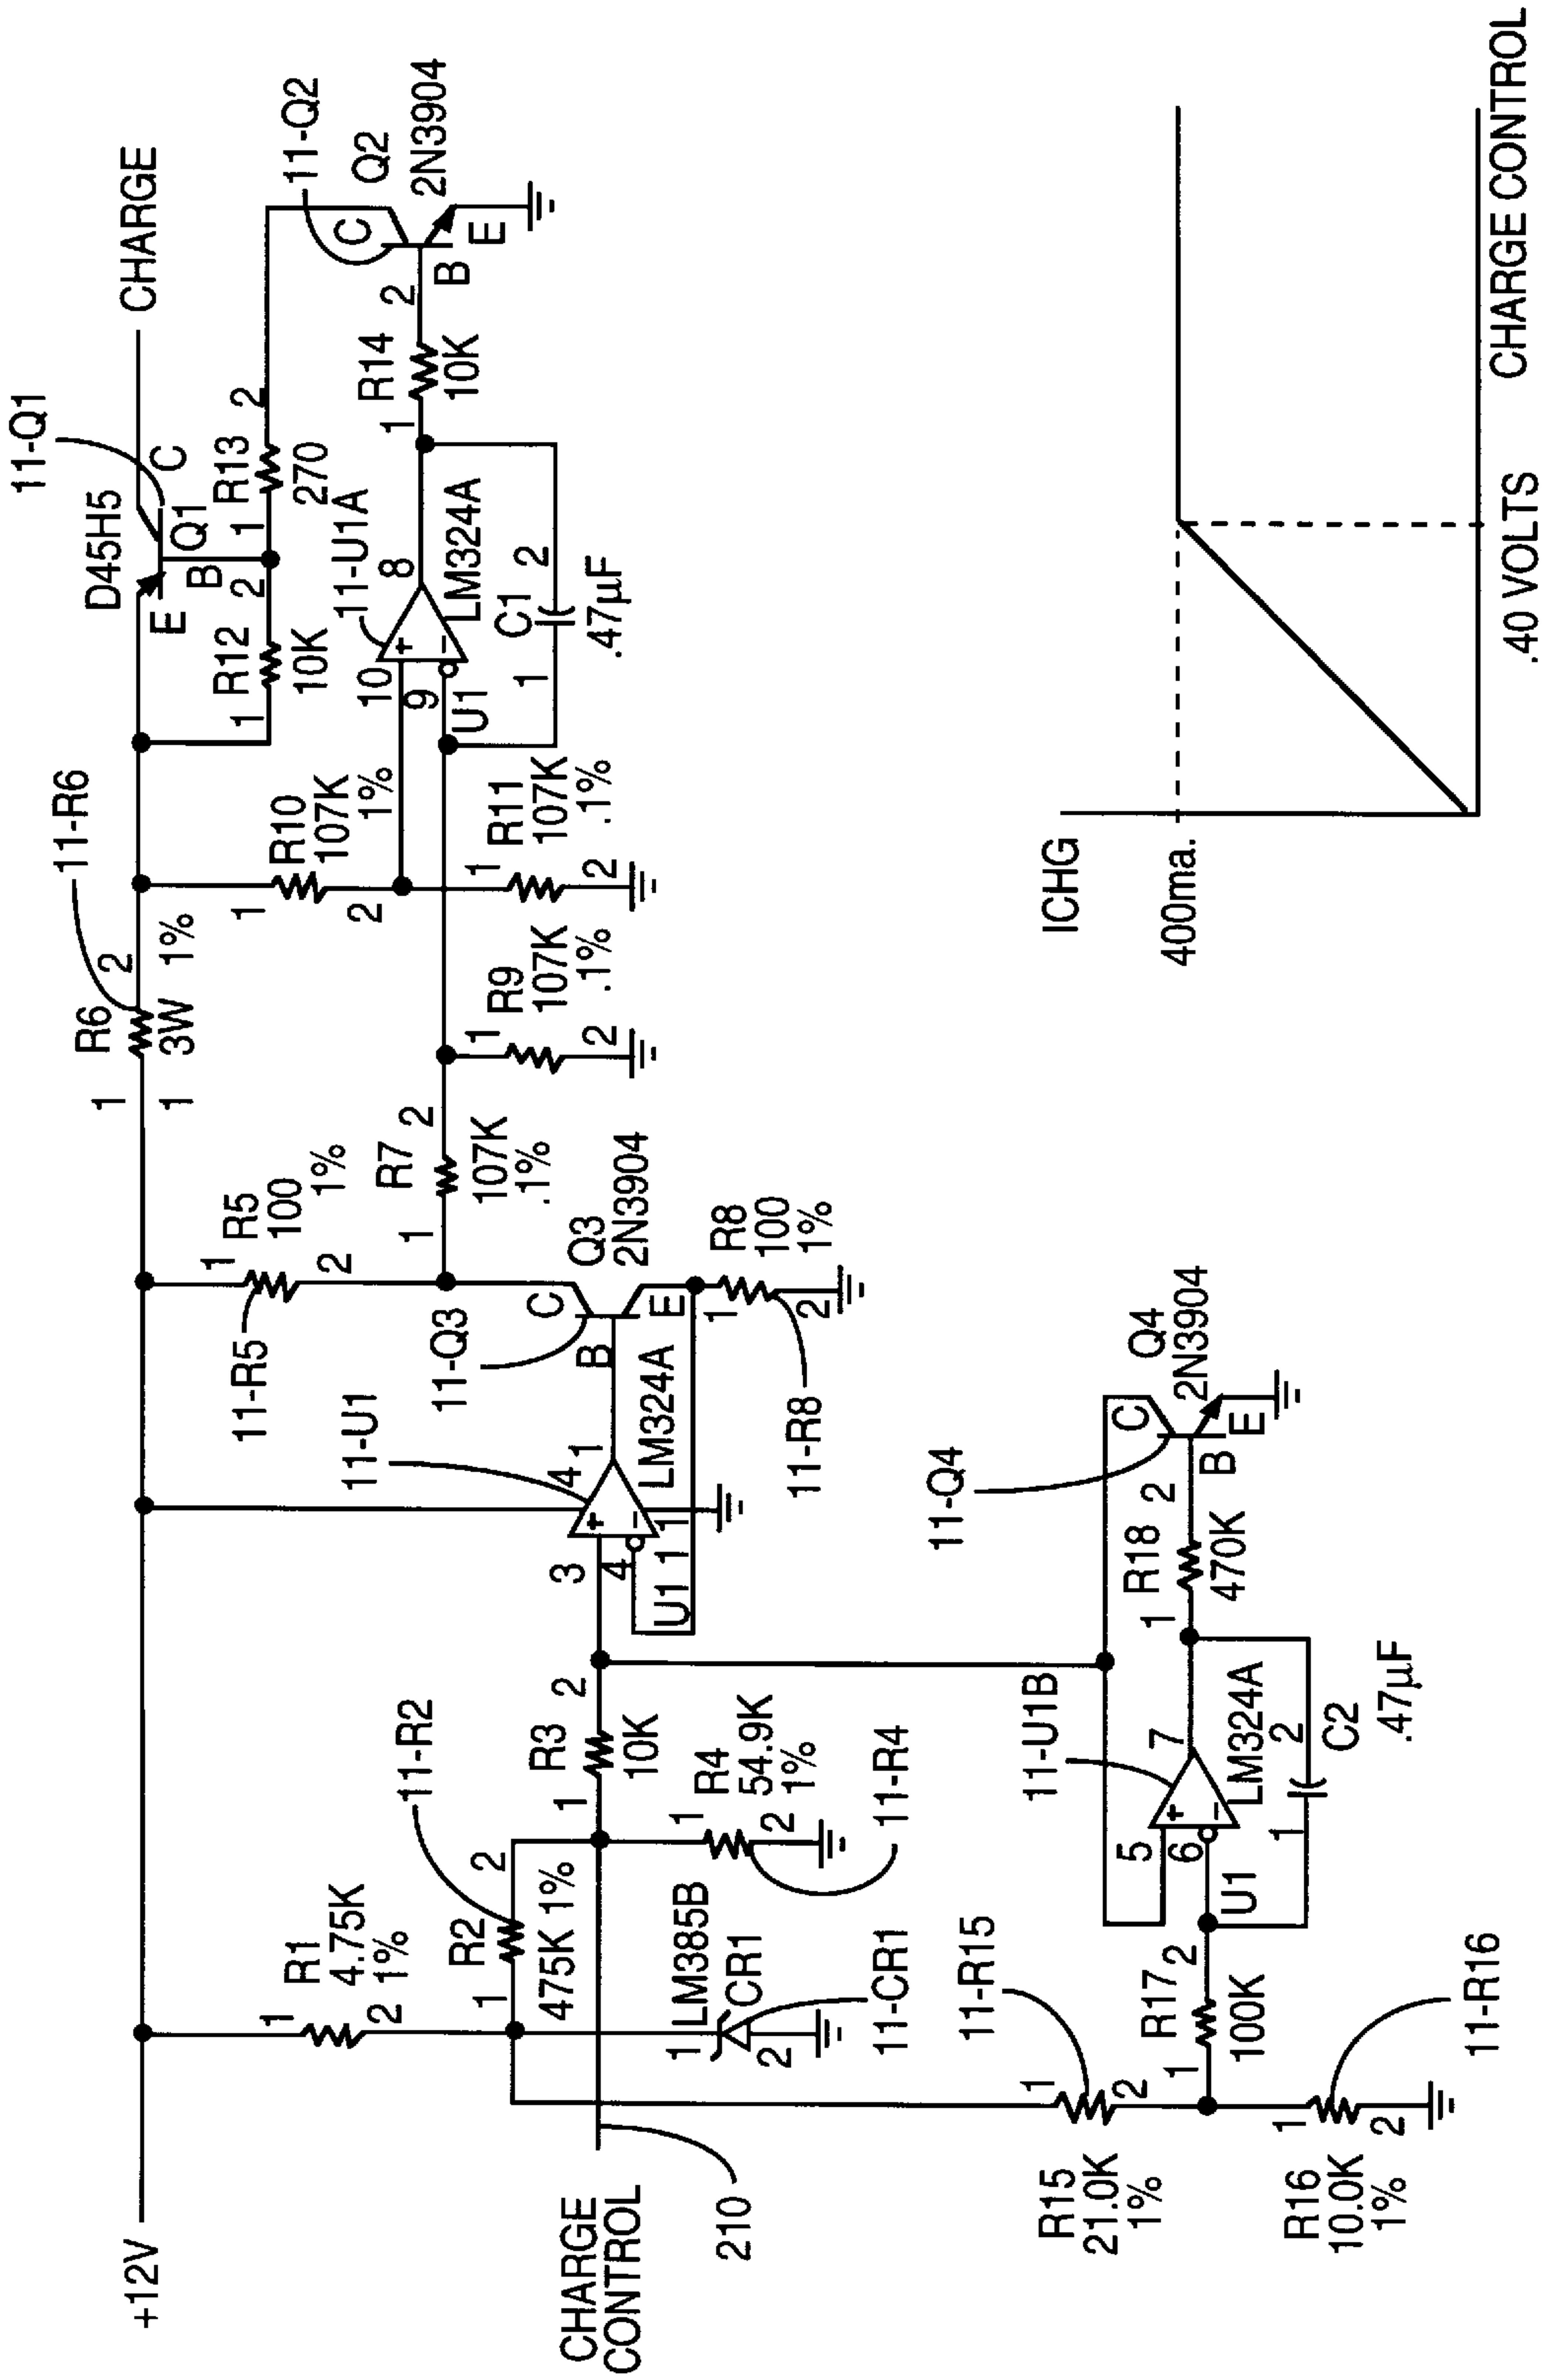 +12V
R1
4.75K
1%
1
2
R2
475K 1%
1
2
11-R2
LM385B
CR1
1
2
11-CR1
CHARGE
CONTROL
210
R3
10K
1
2
R4
54.9K
1%
1
2
11-R4
11-U1
3
4
4
1
U1 1
1
LM324A
11-R5
R5
100
1%
1
2
11-Q3
C
B
E
Q3
2N3904
R8
100
1%
1
2
11-R8
R7
107K
.1%
1
2
R6
1
2
1
3W
1%
11-R6
R9
107K
.1%
1
2
R10
107K
1%
1
2
R11
107K
.1%
1
2
R12
10K
1
2
R13
270
1
2
D45H5
E
B
C
Q1
11-Q1
CHARGE
11-U1A
10
9
8
U1
LM324A
C1
.47µF
1
2
R14
10K
1
2
11-Q2
Q2
2N3904
C
B
E
R15
21.0K
1%
1
2
11-R15
R16
10.0K
1%
1
2
11-R16
R17
100K
1
2
11-U1B
5
6
7
U1
LM324A
C2
.47µF
1
2
R18
470K
1
2
11-Q4
Q4
2N3904
C
B
E
ICHG
400ma.
.40 VOLTS
CHARGE CONTROL